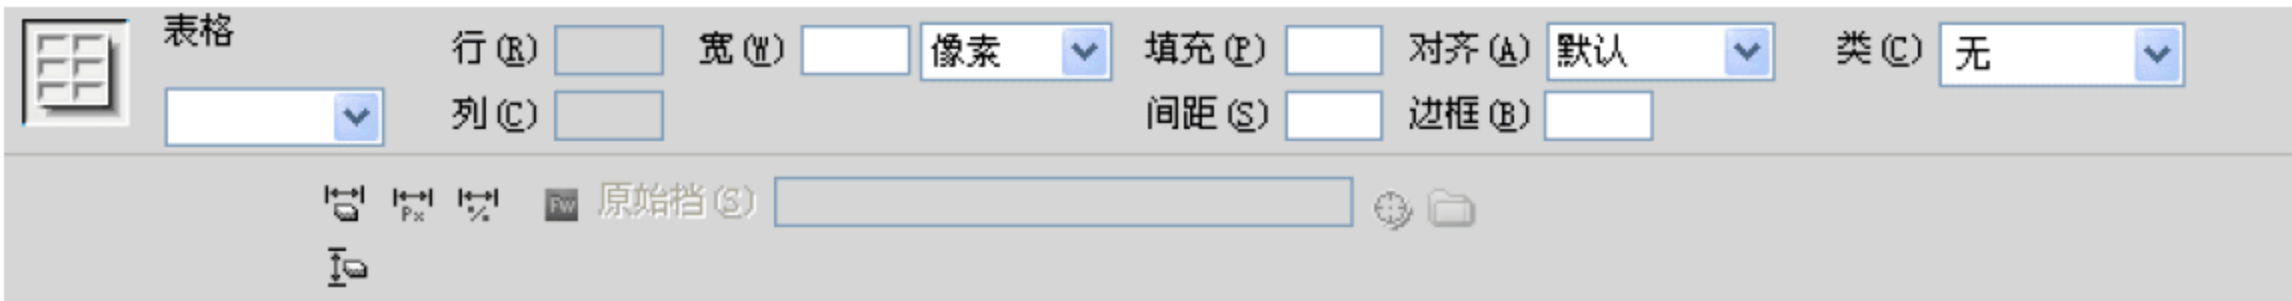 表格 行(R) 宽(W) 像素 填充(P) 对齐(A) 默认 类(C) 无
列(C) 间距(S) 边框(B)
Px % Fw 原始档(S)